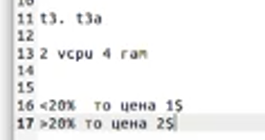 11 t3. t3a
12
13 2 vcpu 4 гам
14
15
16 <20%  то цена 1$
17 >20% то цена 2$